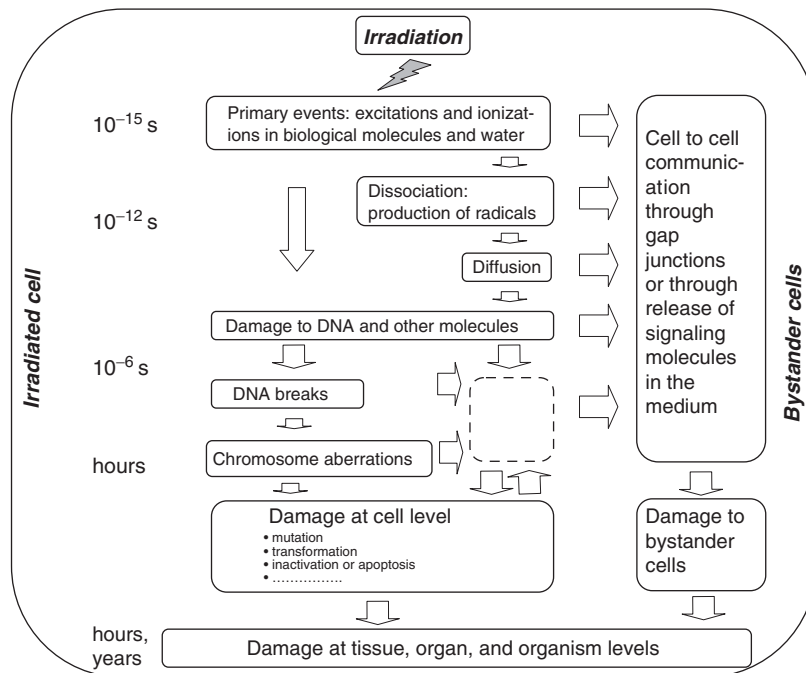 Irradiation
10⁻¹⁵ s
Primary events: excitations and ionizat-
ions in biological molecules and water
Cell to cell
communic-
ation
through
gap
junctions
or through
release of
signaling
molecules
in the
medium
Dissociation:
production of radicals
10⁻¹² s
Diffusion
Irradiated cell
Bystander cells
Damage to DNA and other molecules
10⁻⁶ s
DNA breaks
hours
Chromosome aberrations
Damage at cell level
• mutation
• transformation
• inactivation or apoptosis
• ................
Damage to
bystander
cells
hours,
years
Damage at tissue, organ, and organism levels